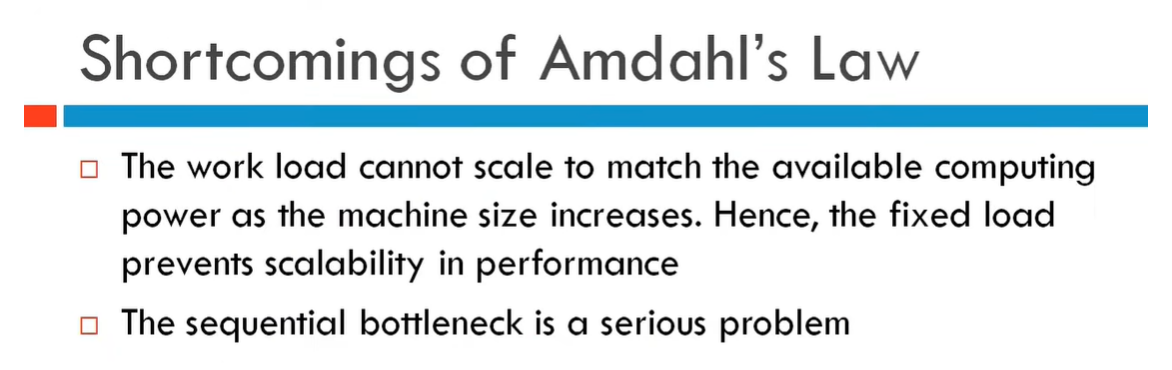 Shortcomings of Amdahl's Law
The work load cannot scale to match the available computing
power as the machine size increases. Hence, the fixed load
prevents scalability in performance
The sequential bottleneck is a serious problem